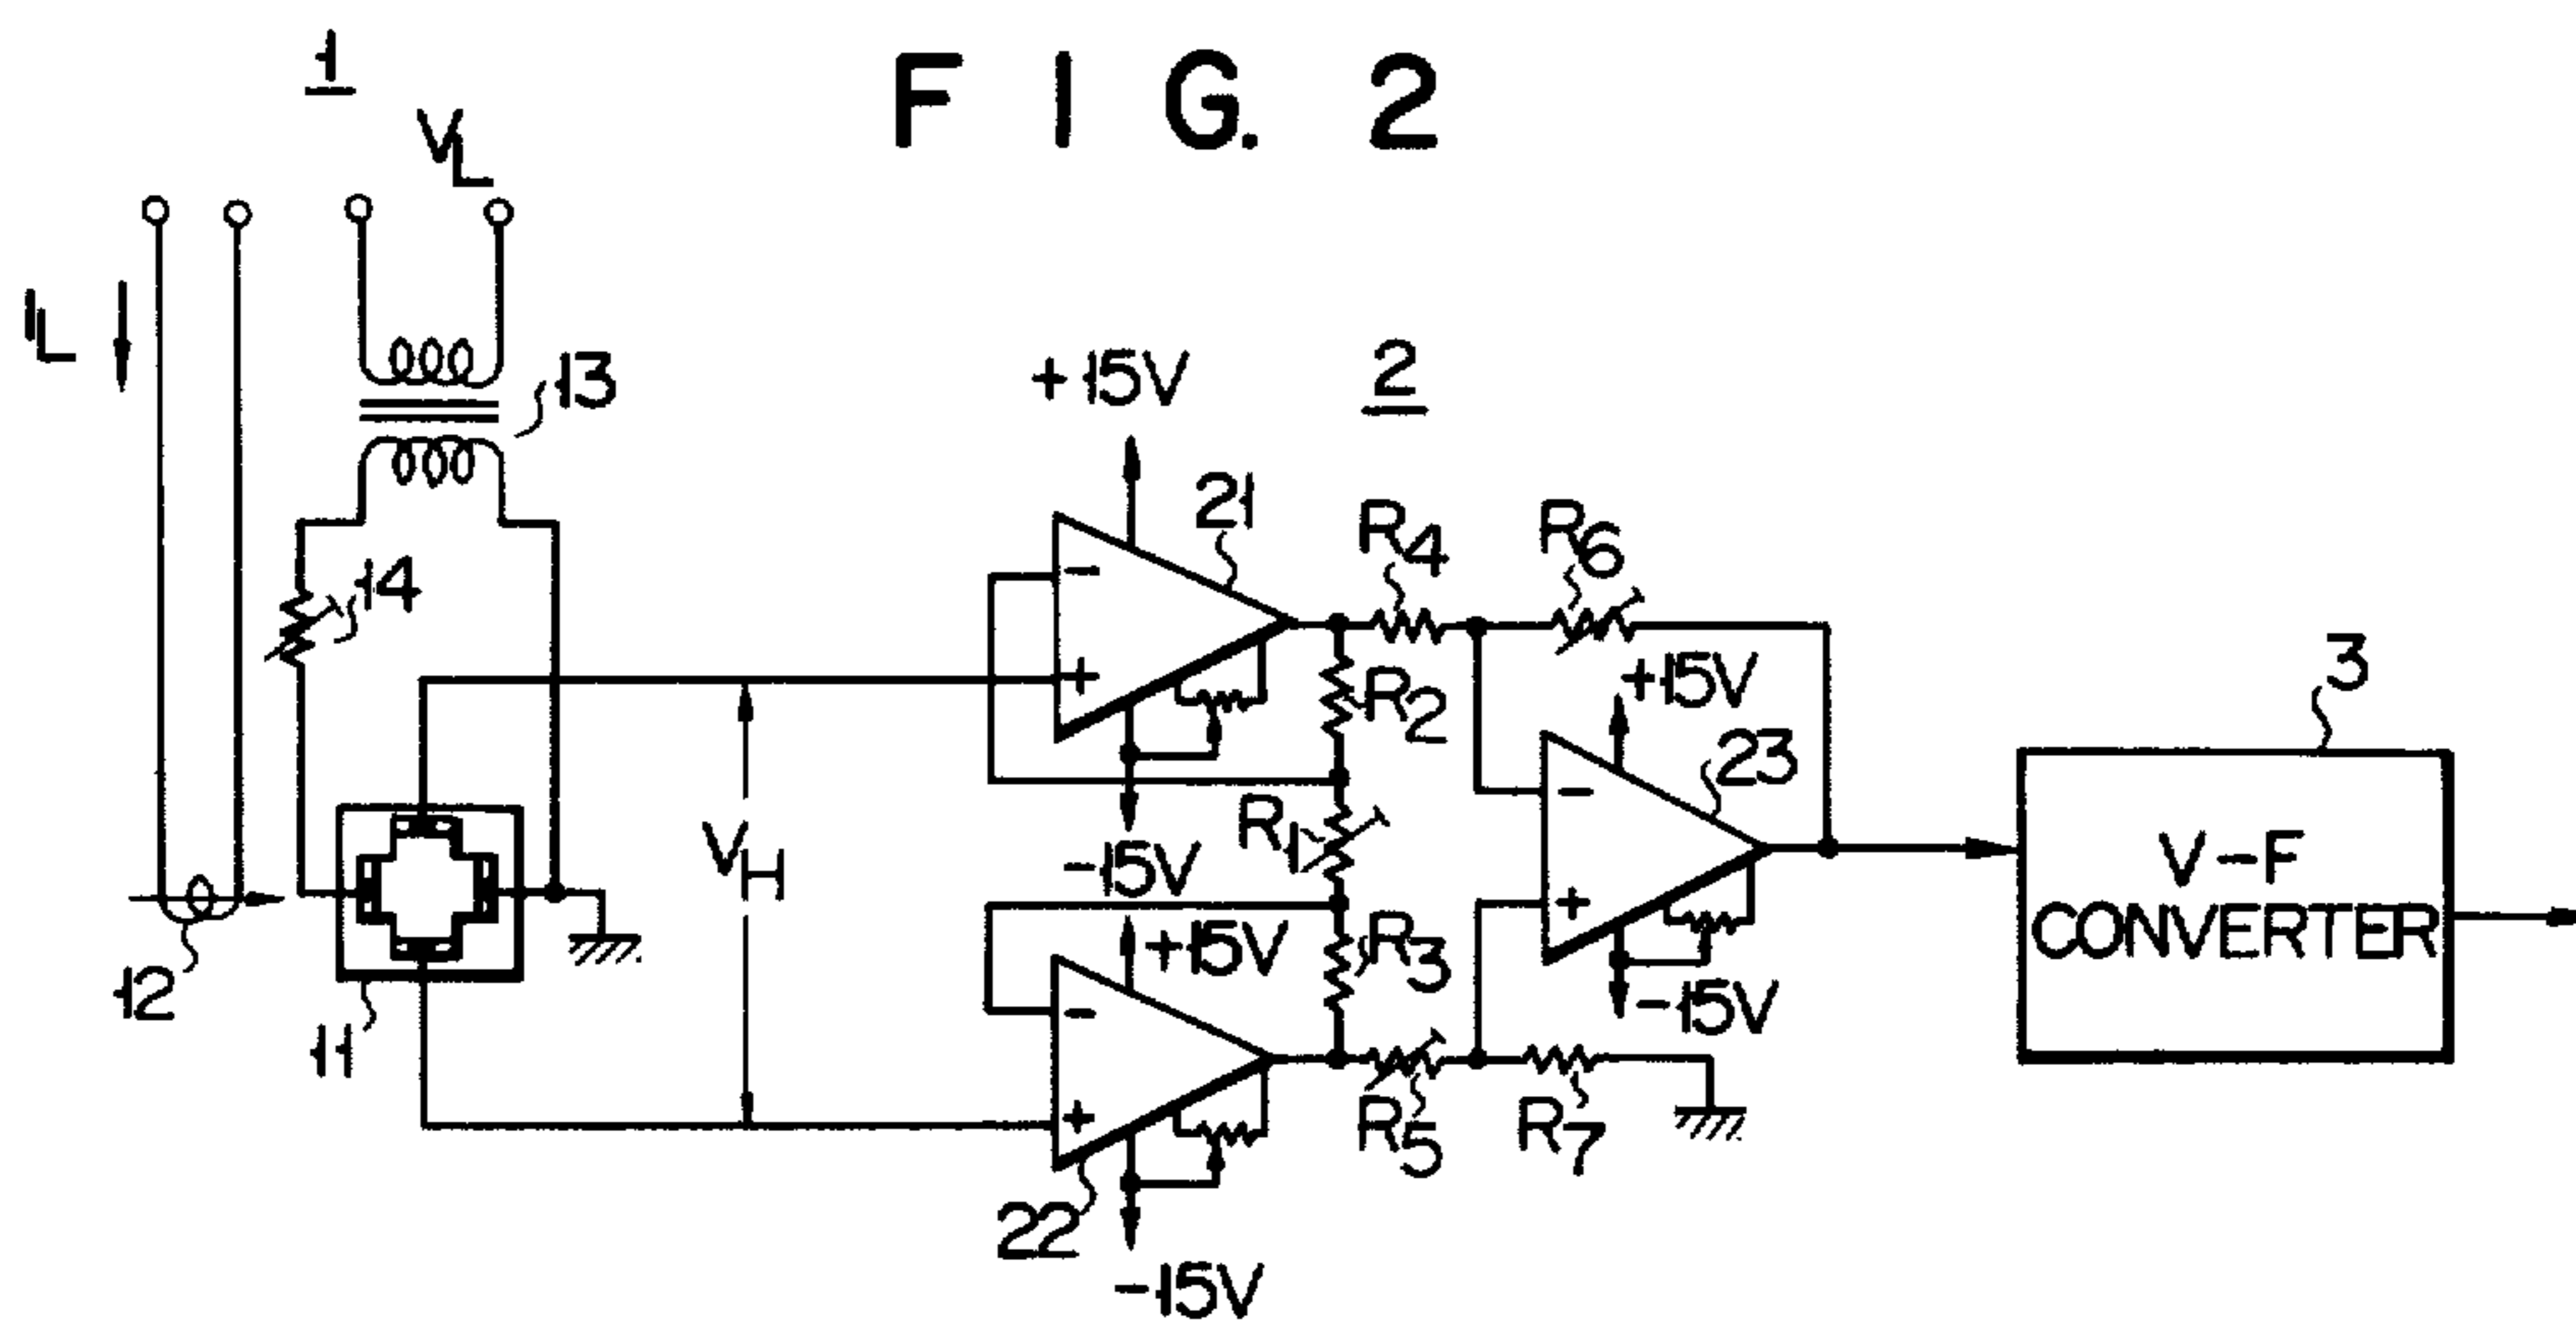 FIG. 2
1
VL
IL
13
+15V
2
21
R4
R6
14
-
+
R2
+15V
3
23
R1
VH
-15V
-
V-F
CONVERTER
+15V
R3
+
12
11
-
-15V
+
R5
R7
22
-15V